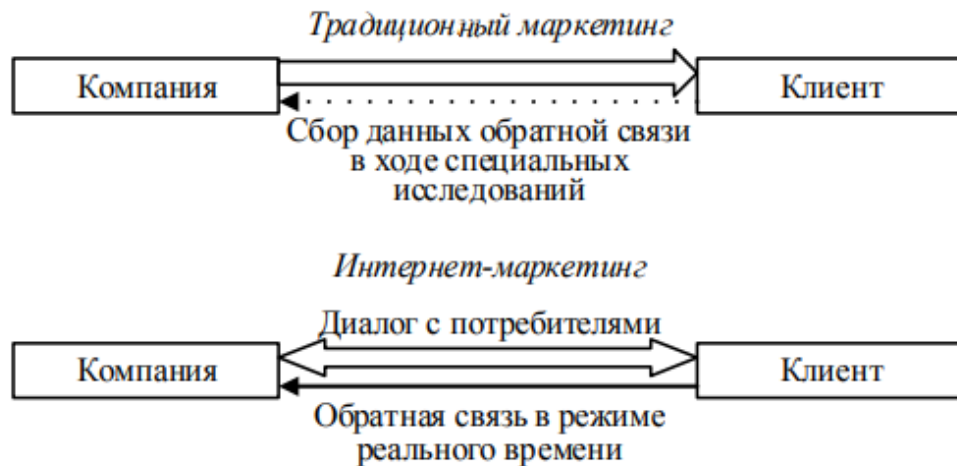 Традиционный маркетинг
Компания
Клиент
Сбор данных обратной связи
в ходе специальных
исследований
Интернет-маркетинг
Диалог с потребителями
Компания
Клиент
Обратная связь в режиме
реального времени